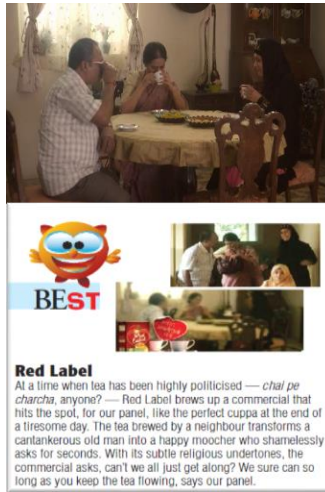 BEST
Red Label
At a time when tea has been highly politicised — chai pe
charcha, anyone? — Red Label brews up a commercial that
hits the spot, for our panel, like the perfect cuppa at the end of
a tiresome day. The tea brewed by a neighbour transforms a
cantankerous old man into a happy moocher who shamelessly
asks for seconds. With its subtle religious undertones, the
commercial asks, can't we all just get along? We sure can so
long as you keep the tea flowing, says our panel.